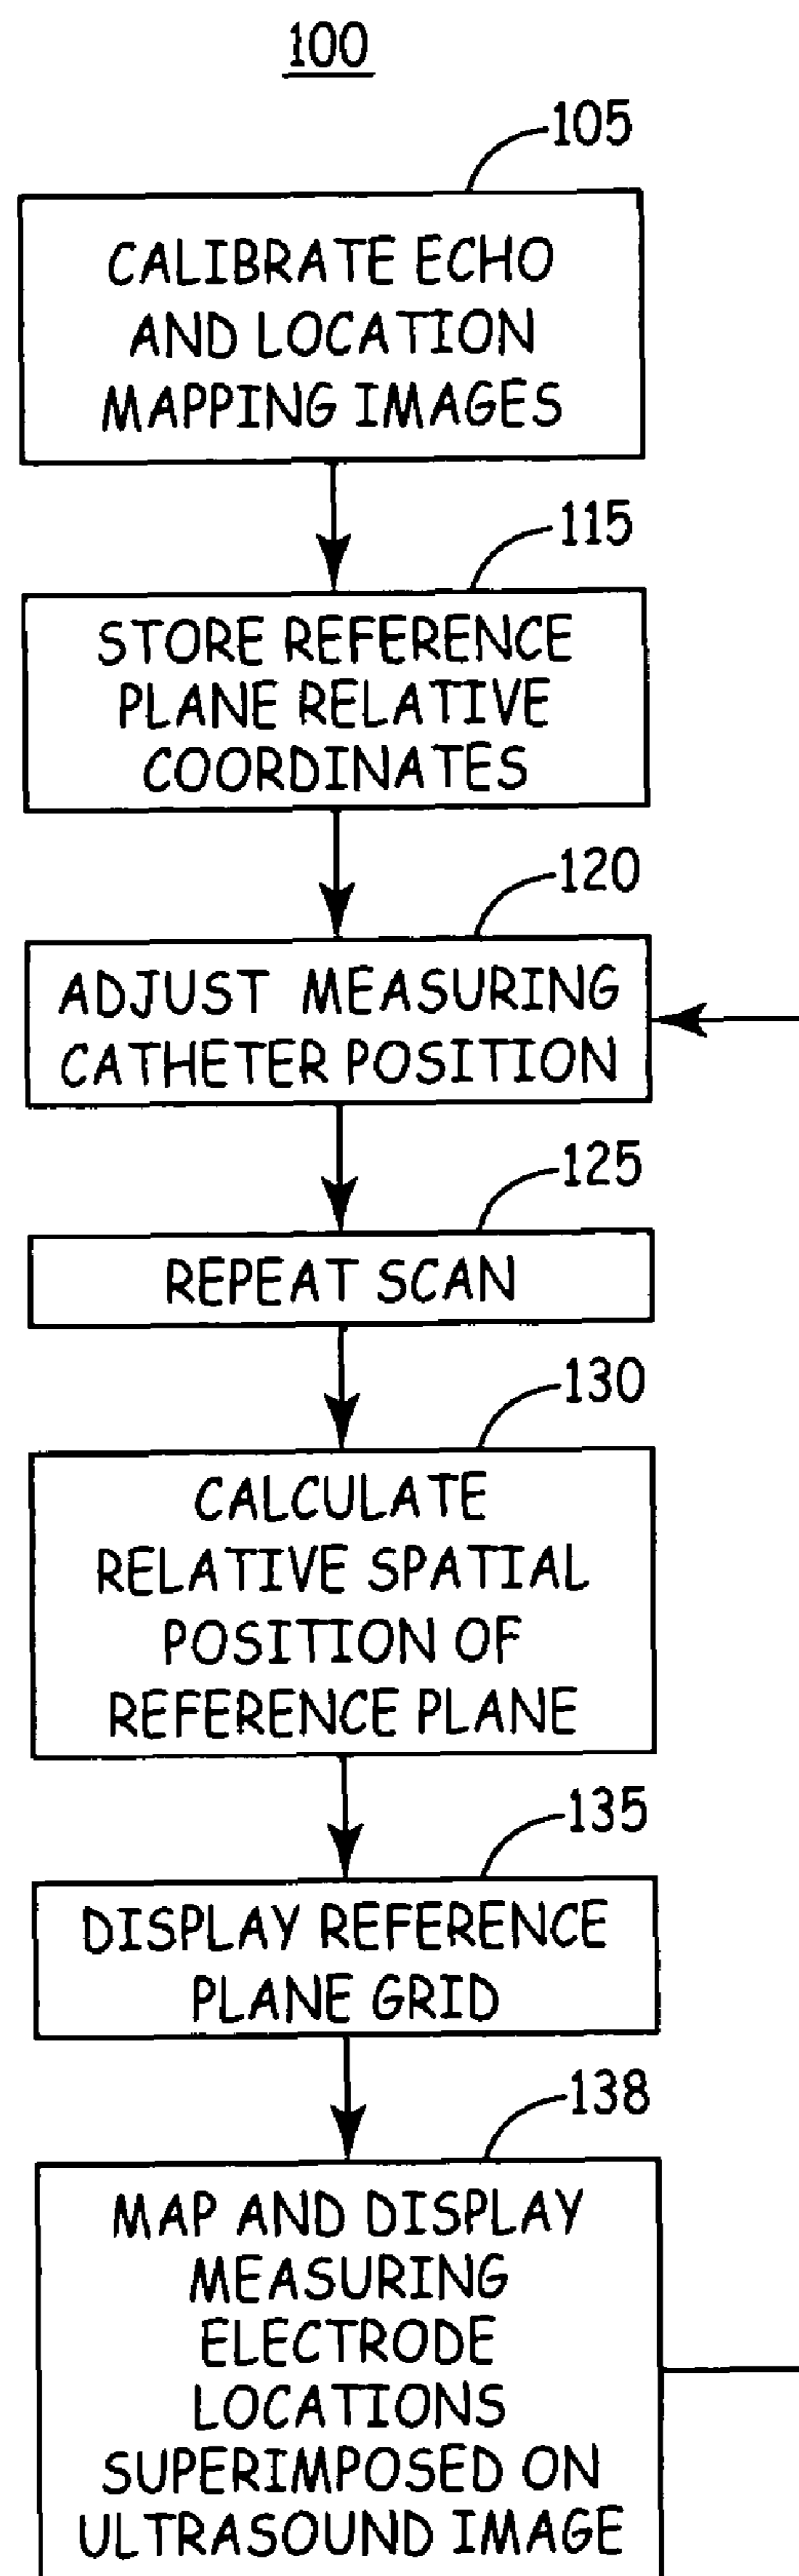 100
105
CALIBRATE ECHO
AND LOCATION
MAPPING IMAGES
115
STORE REFERENCE
PLANE RELATIVE
COORDINATES
120
ADJUST MEASURING
CATHETER POSITION
125
REPEAT SCAN
130
CALCULATE
RELATIVE SPATIAL
POSITION OF
REFERENCE PLANE
135
DISPLAY REFERENCE
PLANE GRID
138
MAP AND DISPLAY
MEASURING
ELECTRODE
LOCATIONS
SUPERIMPOSED ON
ULTRASOUND IMAGE